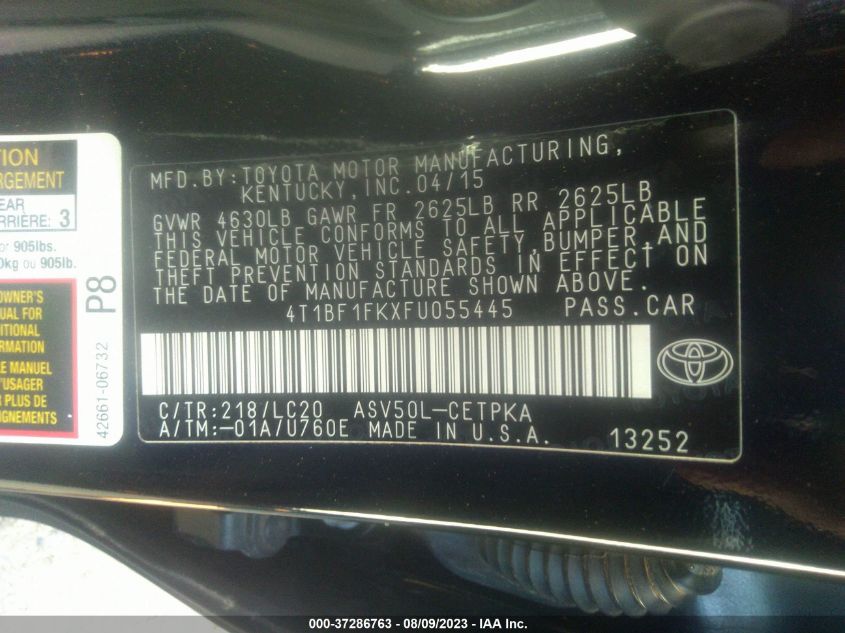 TION
RGEMENT
EAR
RRIÈRE: 3
or 905lbs.
0kg ou 905lb.
OWNER'S
UAL FOR
ITIONAL
RMATION
E MANUEL
'USAGER
R PLUS DE
IGNEMENTS
P8
42661-06732
MFD.BY:TOYOTA MOTOR MANUFACTURING,
KENTUCKY, INC. 04/15
GVWR 4630LB GAWR FR 2625LB RR 2625LB
THIS VEHICLE CONFORMS TO ALL APPLICABLE
FEDERAL MOTOR VEHICLE SAFETY,BUMPER,AND
THEFT PREVENTION STANDARDS IN EFFECT ON
THE DATE OF MANUFACTURE SHOWN ABOVE.
4T1BF1FKXFU055445 PASS.CAR
C/TR:218/LC20 ASV50L-CETPKA
A/TM:-01A/U760E MADE IN U.S.A. 13252
000-37286763 - 08/09/2023 - IAA Inc.